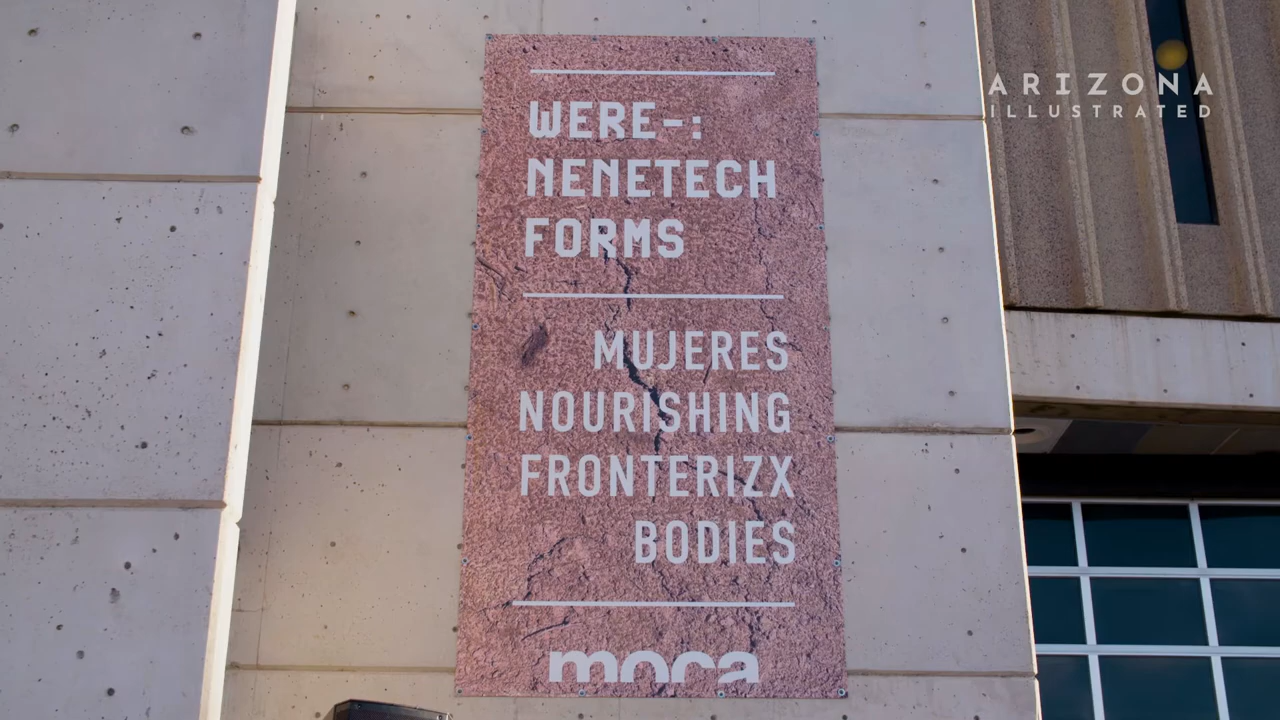 WERE-:
NENETECH
FORMS
MUJERES
NOURISHING
FRONTERIZX
BODIES
moca
ARIZONA
ILLUSTRATED